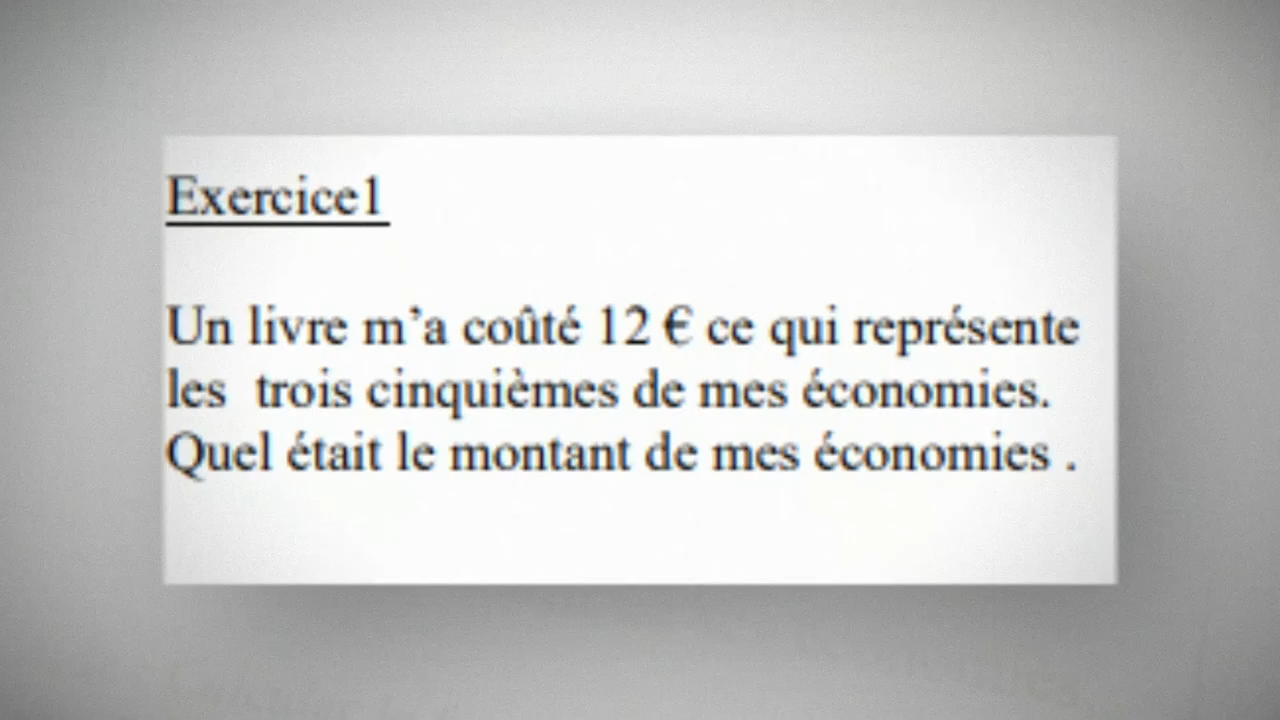 Exercice1
Un livre m’a coûté 12 € ce qui représente
les  trois cinquièmes de mes économies.
Quel était le montant de mes économies .